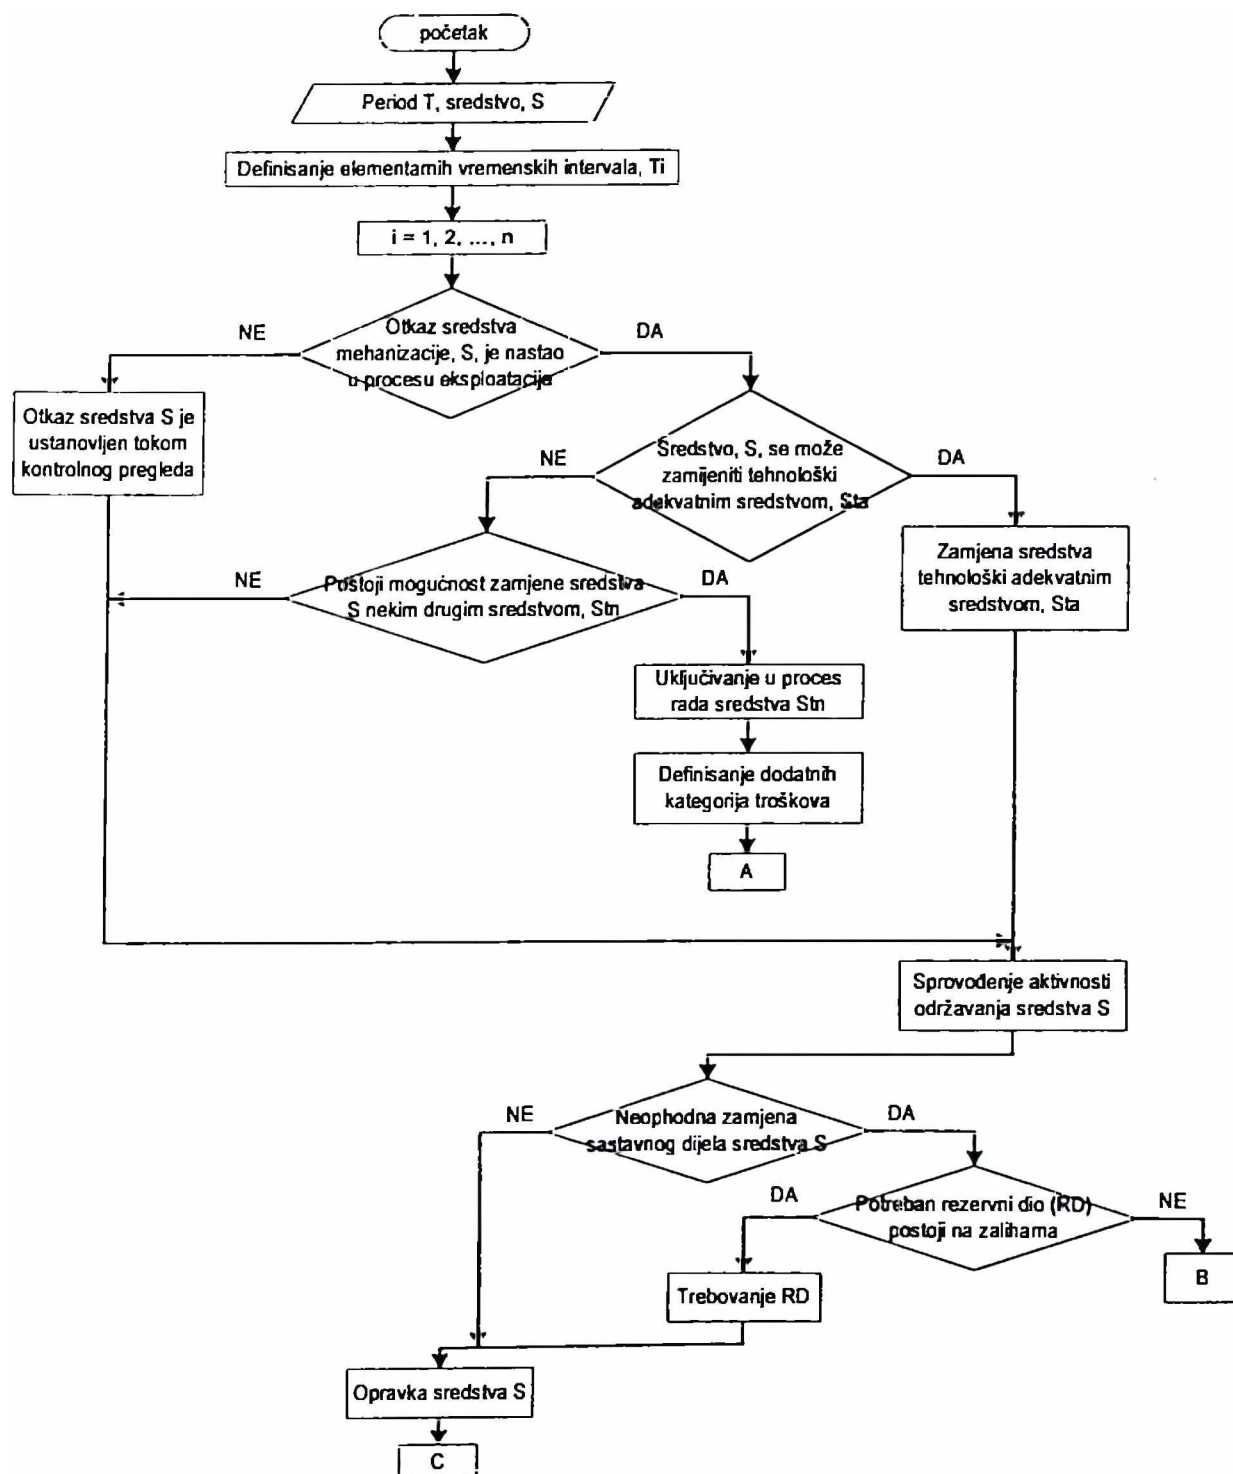 početak
Period T, sredstvo, S
Definisanje elementarnih vremenskih intervala, Ti
i = 1, 2, ..., n
NE
Otkaz sredstva
mehanizacije, S, je nastao
u procesu eksploatacije
DA
Otkaz sredstva S je
ustanovljen tokom
kontrolnog pregleda
NE
Sredstvo, S, se može
zamijeniti tehnološki
adekvatnim sredstvom, Sta
DA
Zamjena sredstva
tehnološki adekvatnim
sredstvom, Sta
NE
Postoji mogućnost zamjene sredstva
S nekim drugim sredstvom, Stn
DA
Uključivanje u proces
rada sredstva Stn
Definisanje dodatnih
kategorija troškova
A
Sprovođenje aktivnosti
održavanja sredstva S
NE
Neophodna zamjena
sastavnog dijela sredstva S
DA
DA
Potreban rezervni dio (RD)
postoji na zalihama
NE
B
Trebovanje RD
Opravka sredstva S
C